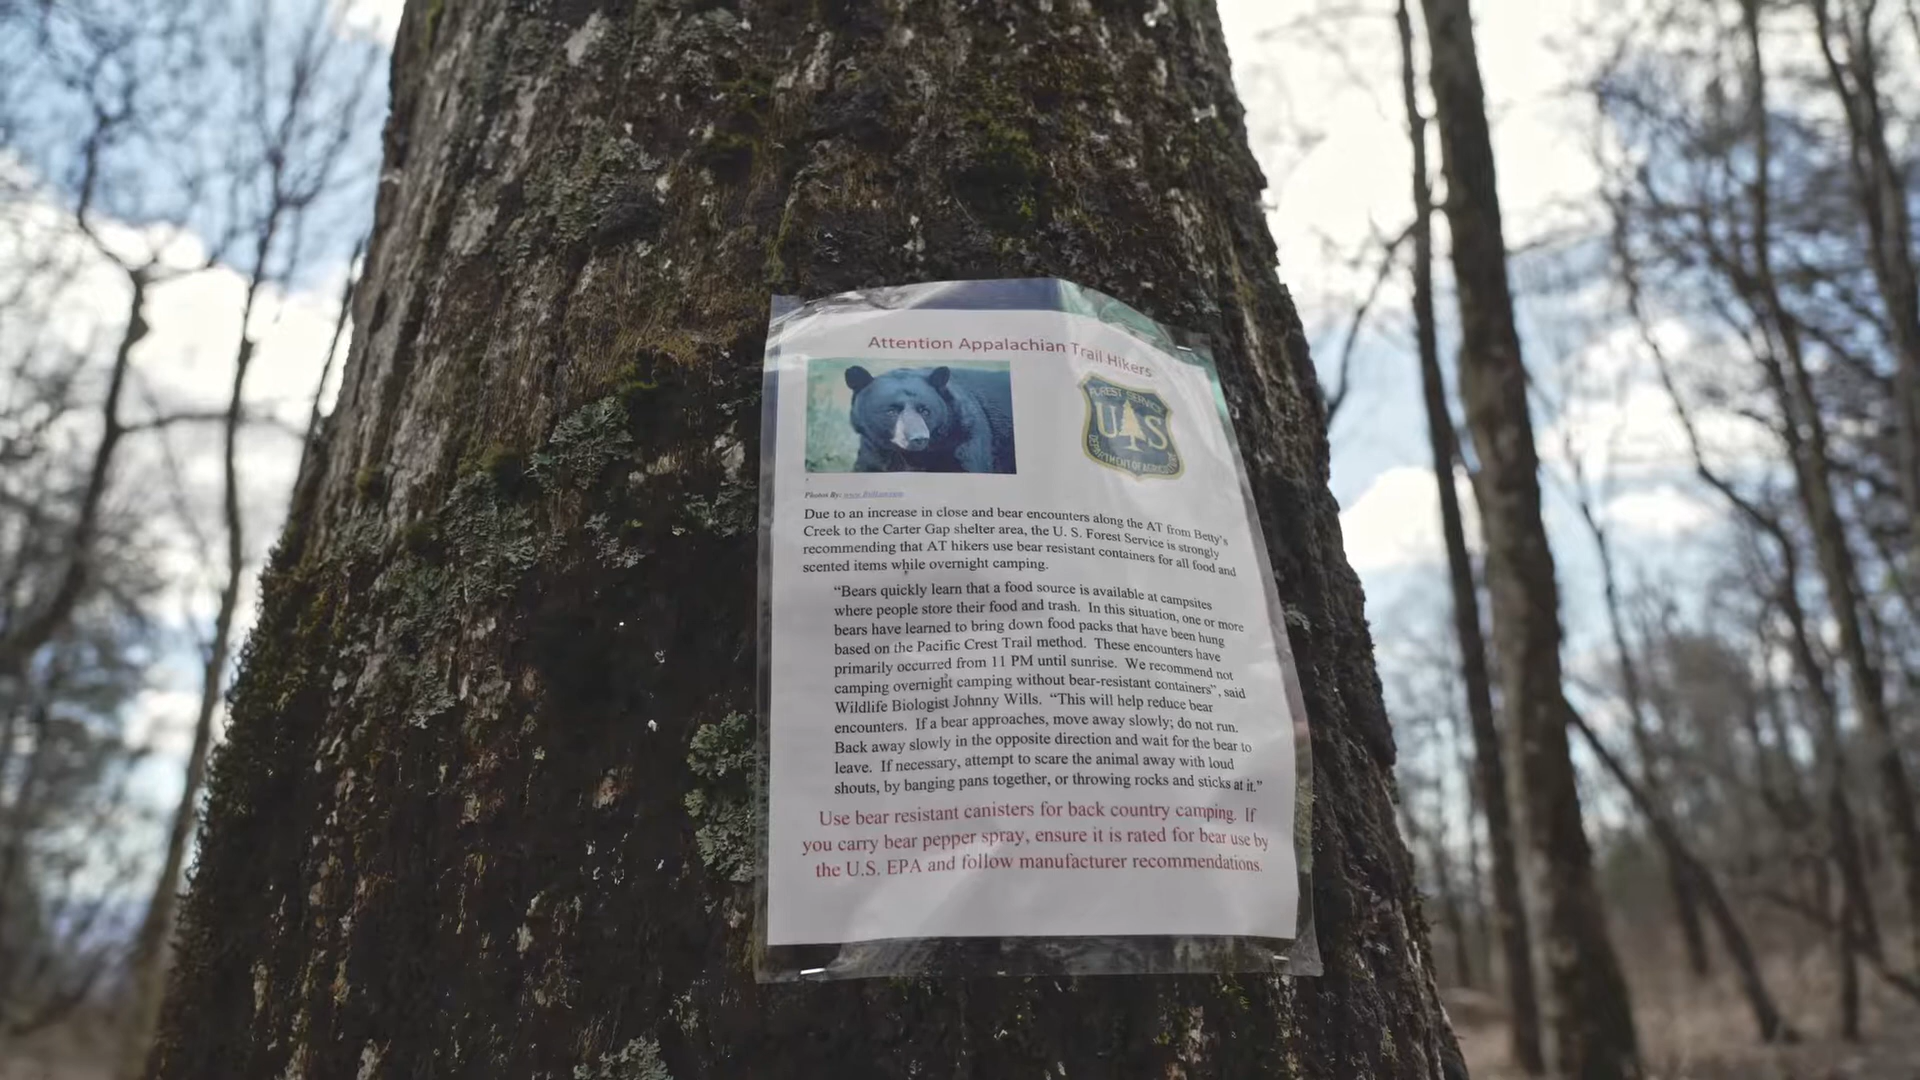 Attention Appalachian Trail Hikers
FOREST SERVICE
U S
DEPARTMENT OF AGRICULTURE
Photos By:
Due to an increase in close and bear encounters along the AT from Betty's
Creek to the Carter Gap shelter area, the U. S. Forest Service is strongly
recommending that AT hikers use bear resistant containers for all food and
scented items while overnight camping.
“Bears quickly learn that a food source is available at campsites
where people store their food and trash. In this situation, one or more
bears have learned to bring down food packs that have been hung
based on the Pacific Crest Trail method. These encounters have
primarily occurred from 11 PM until sunrise. We recommend not
camping overnight camping without bear-resistant containers”, said
Wildlife Biologist Johnny Wills. “This will help reduce bear
encounters. If a bear approaches, move away slowly; do not run.
Back away slowly in the opposite direction and wait for the bear to
leave. If necessary, attempt to scare the animal away with loud
shouts, by banging pans together, or throwing rocks and sticks at it.”
Use bear resistant canisters for back country camping. If
you carry bear pepper spray, ensure it is rated for bear use by
the U.S. EPA and follow manufacturer recommendations.